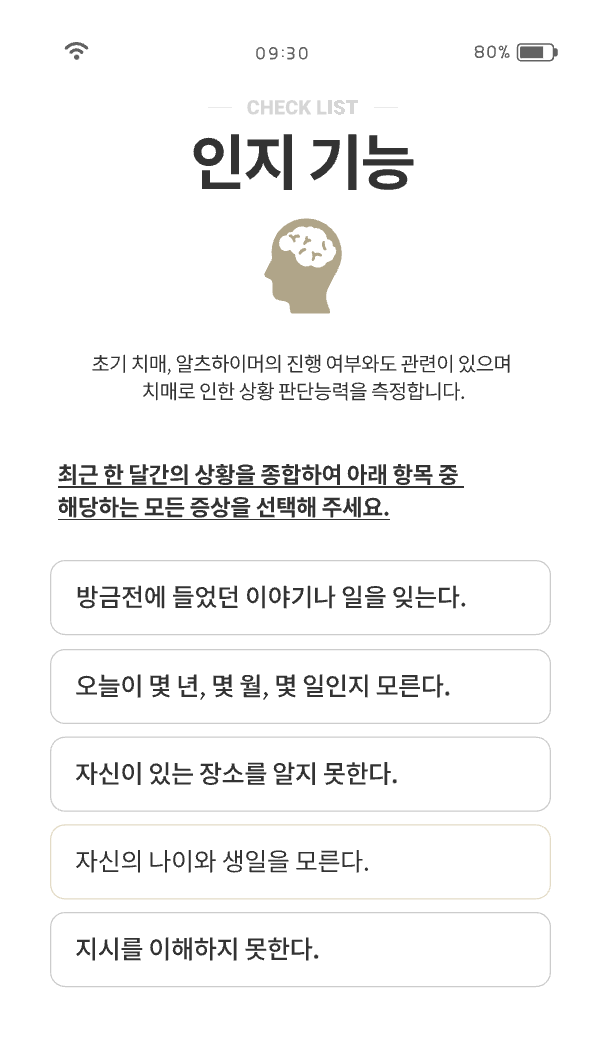 09:30
80%
CHECK LIST
인지 기능
초기 치매, 알츠하이머의 진행 여부와도 관련이 있으며
치매로 인한 상황 판단능력을 측정합니다.
최근 한 달간의 상황을 종합하여 아래 항목 중
해당하는 모든 증상을 선택해 주세요.
방금전에 들었던 이야기나 일을 잊는다.
오늘이 몇 년, 몇 월, 몇 일인지 모른다.
자신이 있는 장소를 알지 못한다.
자신의 나이와 생일을 모른다.
지시를 이해하지 못한다.